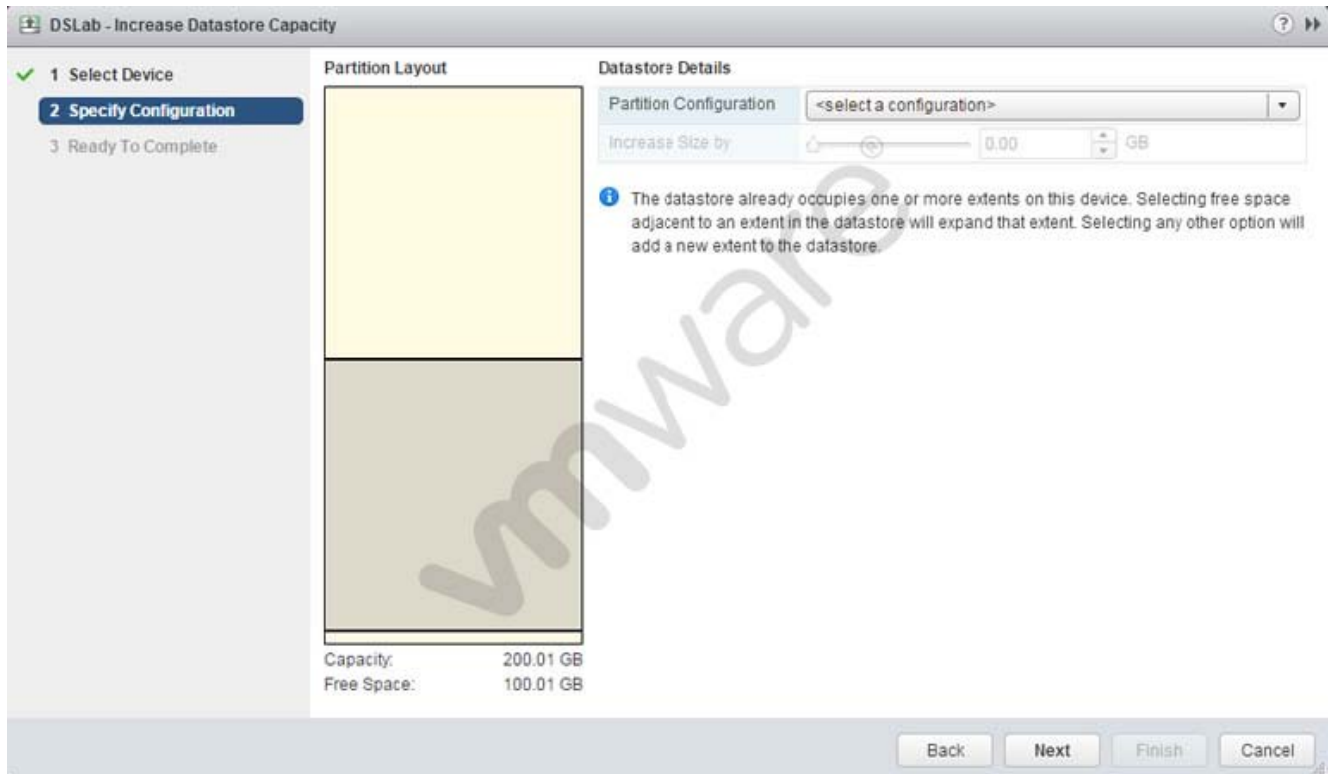 DSLab - Increase Datastore Capacity
1 Select Device
2 Specify Configuration
3 Ready To Complete
Partition Layout
Capacity: 200.01 GB
Free Space: 100.01 GB
Datastore Details
Partition Configuration <select a configuration>
Increase Size by 0.00 GB
The datastore already occupies one or more extents on this device. Selecting free space
adjacent to an extent in the datastore will expand that extent. Selecting any other option will
add a new extent to the datastore.
vmware
Back Next Finish Cancel